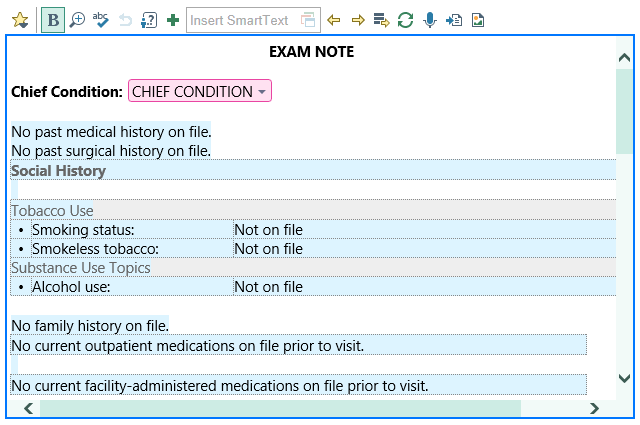 B abc Insert SmartText
EXAM NOTE
Chief Condition: CHIEF CONDITION
No past medical history on file.
No past surgical history on file.
Social History
Tobacco Use
• Smoking status: Not on file
• Smokeless tobacco: Not on file
Substance Use Topics
• Alcohol use: Not on file
No family history on file.
No current outpatient medications on file prior to visit.
No current facility-administered medications on file prior to visit.